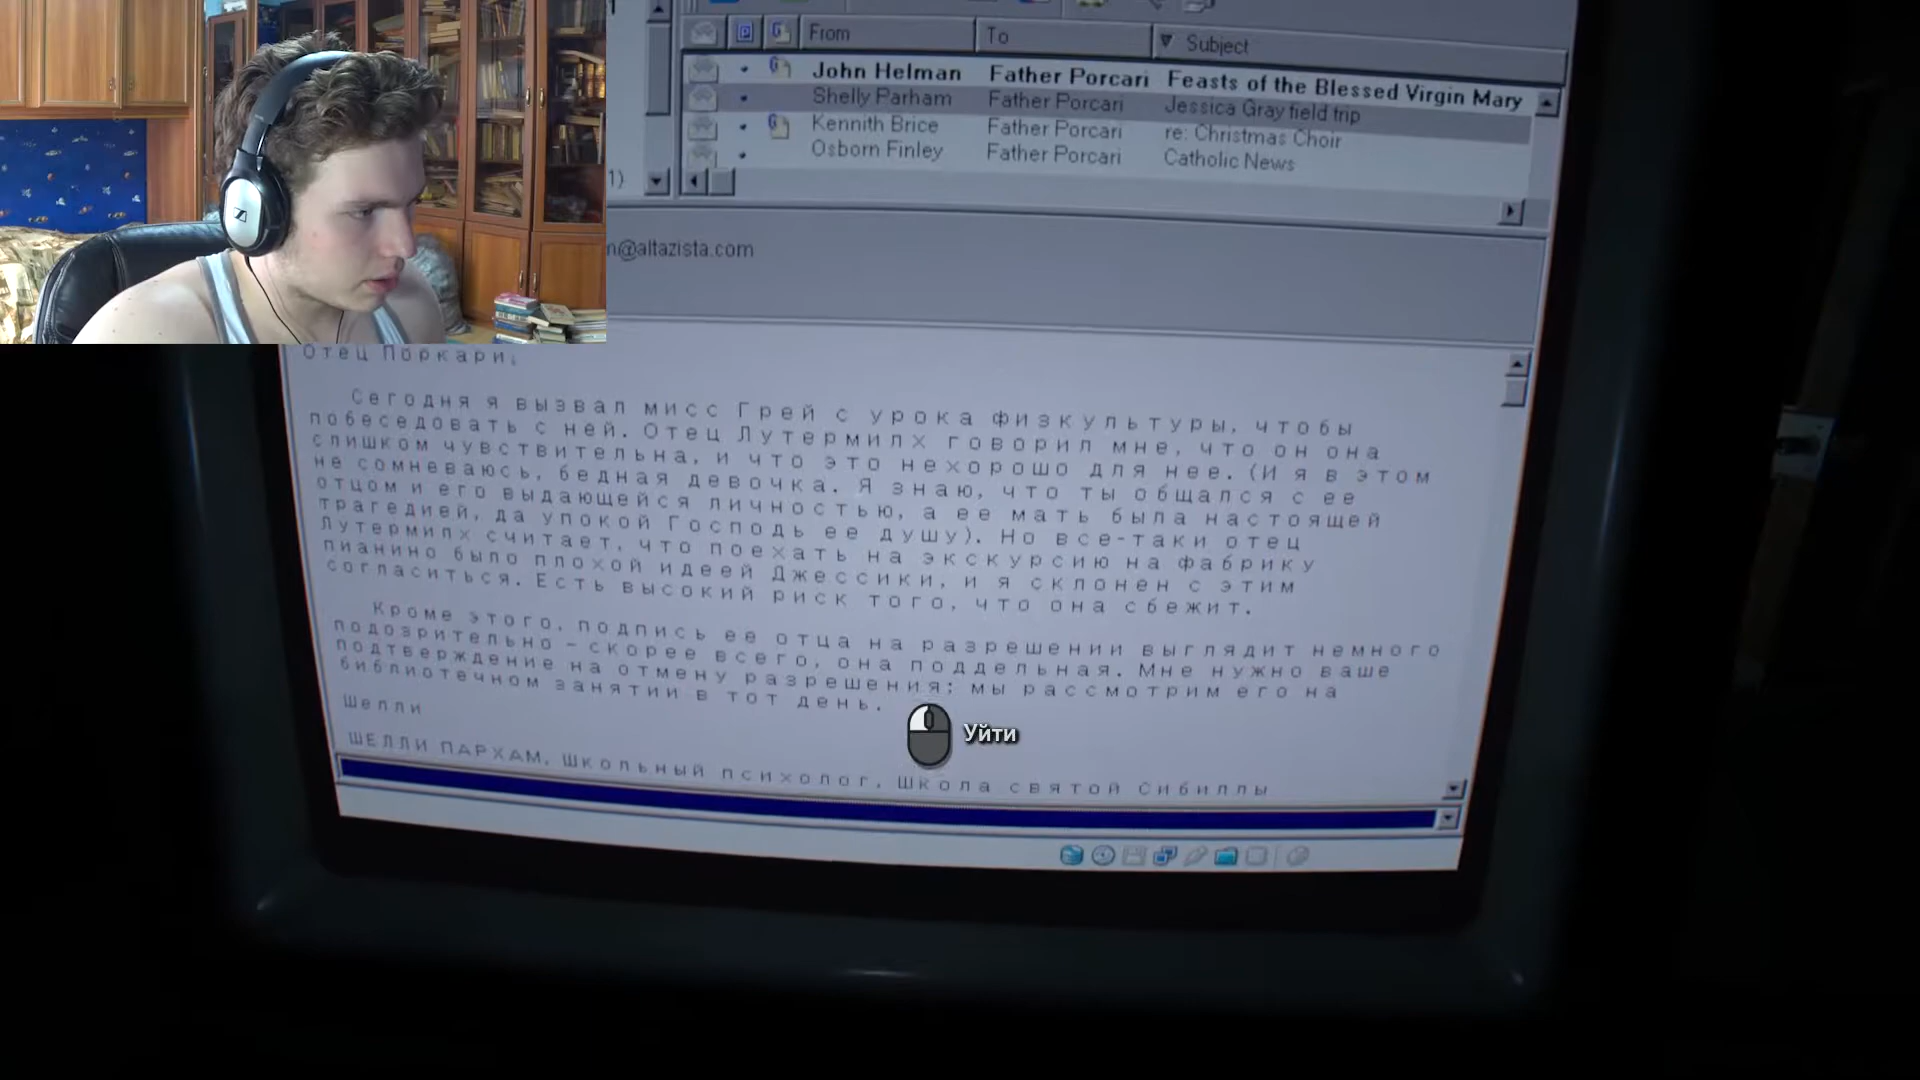 From To Subject
John Helman Father Porcari Feasts of the Blessed Virgin Mary
Shelly Parham Father Porcari Jessica Gray field trip
Kennith Brice Father Porcari re: Christmas Choir
Osborn Finley Father Porcari Catholic News
1)
n@altazista.com
Отец Поркари,
Сегодня я вызвал мисс Грей с урока физкультуры, чтобы
побеседовать с ней. Отец Лутермилх говорил мне, что он она
слишком чувствительна, и что это нехорошо для нее. (И я в этом
не сомневаюсь, бедная девочка. Я знаю, что ты общался с ее
отцом и его выдающейся личностью, а ее мать была настоящей
трагедией, да упокой Господь ее душу). Но все-таки отец
Лутермилх считает, что поехать на экскурсию на фабрику
пианино было плохой идеей Джессики, и я склонен с этим
согласиться. Есть высокий риск того, что она сбежит.
Кроме этого, подпись ее отца на разрешении выглядит немного
подозрительно – скорее всего, она поддельная. Мне нужно ваше
подтверждение на отмену разрешения; мы рассмотрим его на
библиотечном занятии в тот день.
Шелли
Уйти
ШЕЛЛИ ПАРХАМ, Школьный психолог, Школа святой Сибиллы